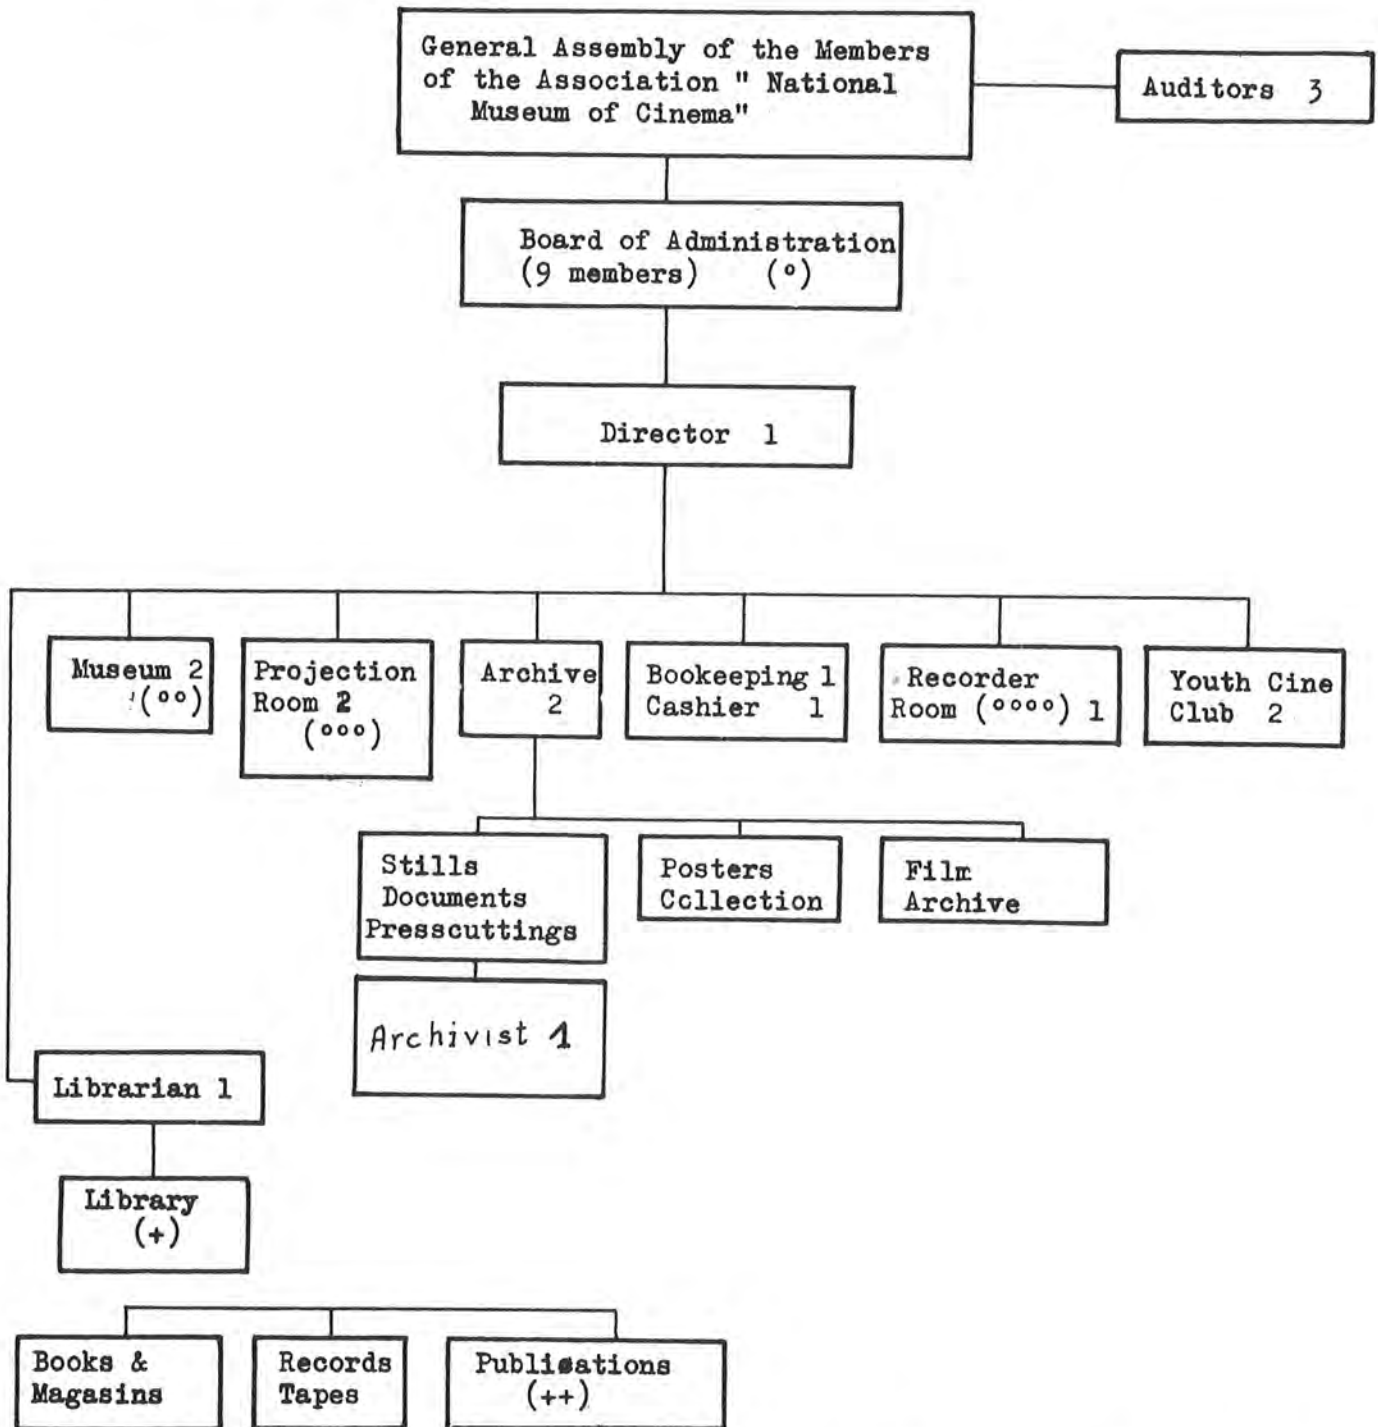 General Assembly of the Members
of the Association " National
Museum of Cinema"
Auditors 3
Board of Administration
(9 members) (°)
Director 1
Museum 2
(°°)
Projection
Room 2
(°°°)
Archive
2
Bookeeping 1
Cashier 1
Recorder
Room (°°°°) 1
Youth Cine
Club 2
Stills
Documents
Presscuttings
Posters
Collection
Film
Archive
Archivist 1
Librarian 1
Library
(+)
Books &
Magasins
Records
Tapes
Publications
(++)